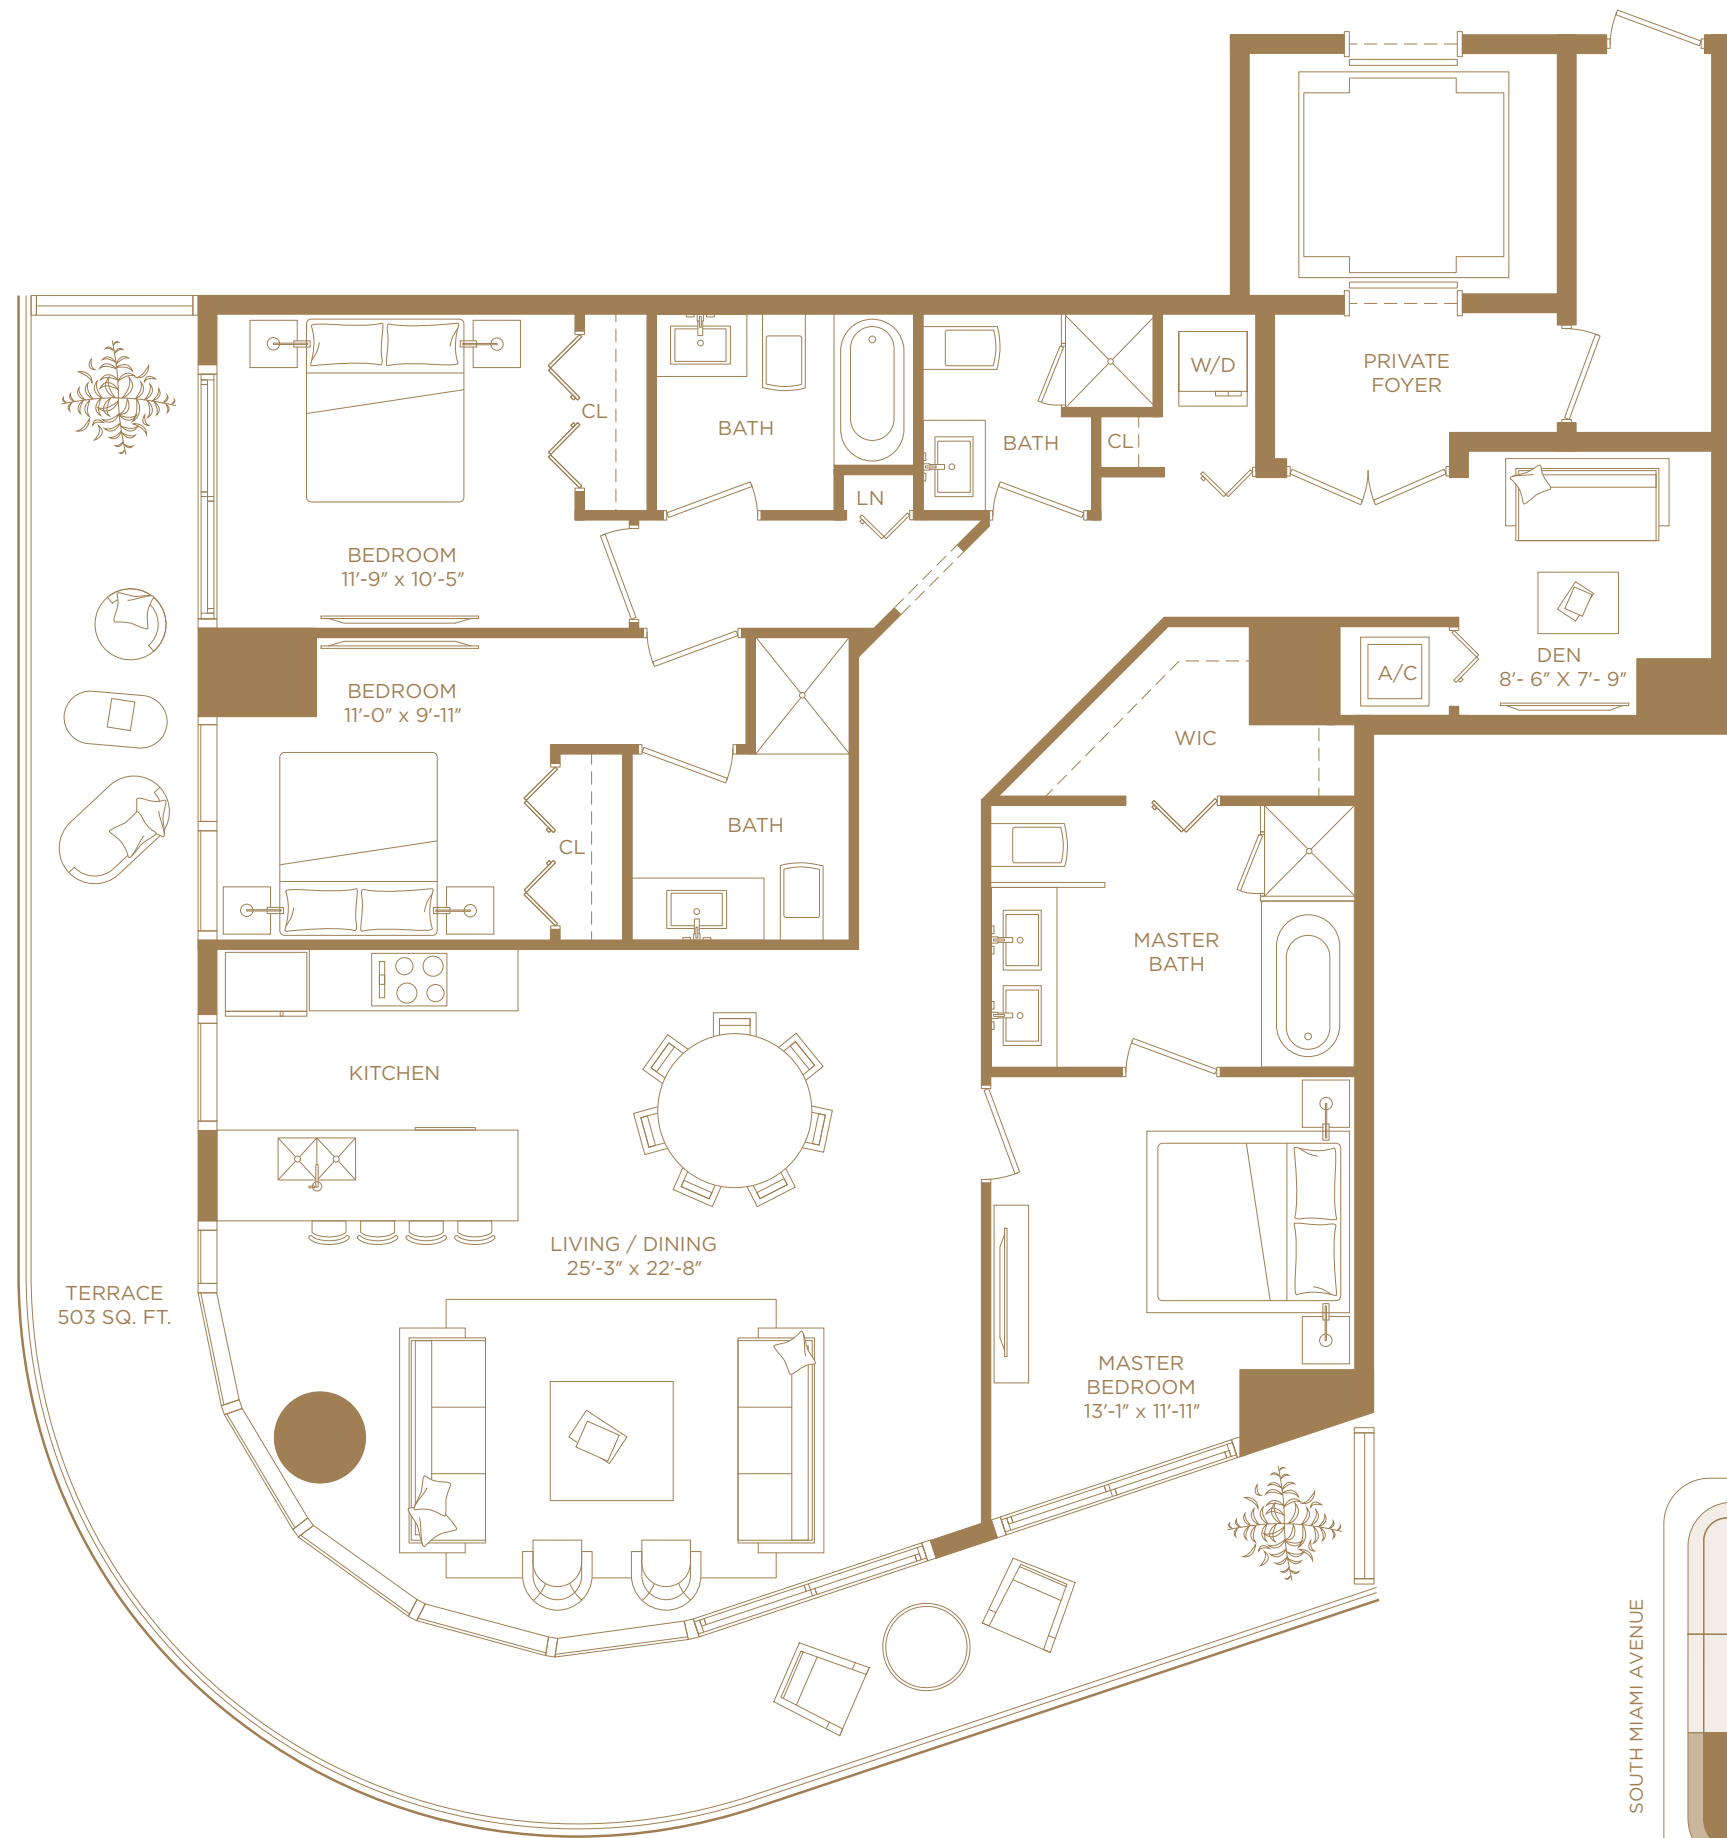 PRIVATE
FOYER
W/D
CL
BATH
BATH
CL
LN
BEDROOM
11'-9" x 10'-5"
DEN
8'- 6" X 7'- 9"
A/C
BEDROOM
11'-0" x 9'-11"
WIC
BATH
CL
MASTER
BATH
KITCHEN
LIVING / DINING
25'-3" x 22'-8"
TERRACE
503 SQ. FT.
MASTER
BEDROOM
13'-1" x 11'-11"
SOUTH MIAMI AVENUE